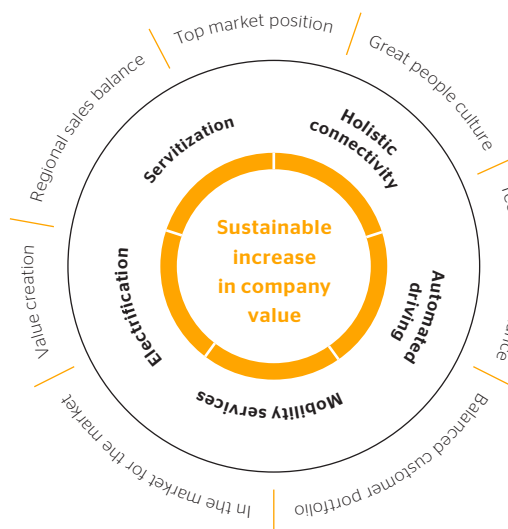 Top market position
Great people culture
Balanced customer portfolio
In the market for the market
Value creation
Regional sales balance
Servitization
Holistic
connectivity
Automated
driving
Mobility services
Electrification
Sustainable
increase
in company
value